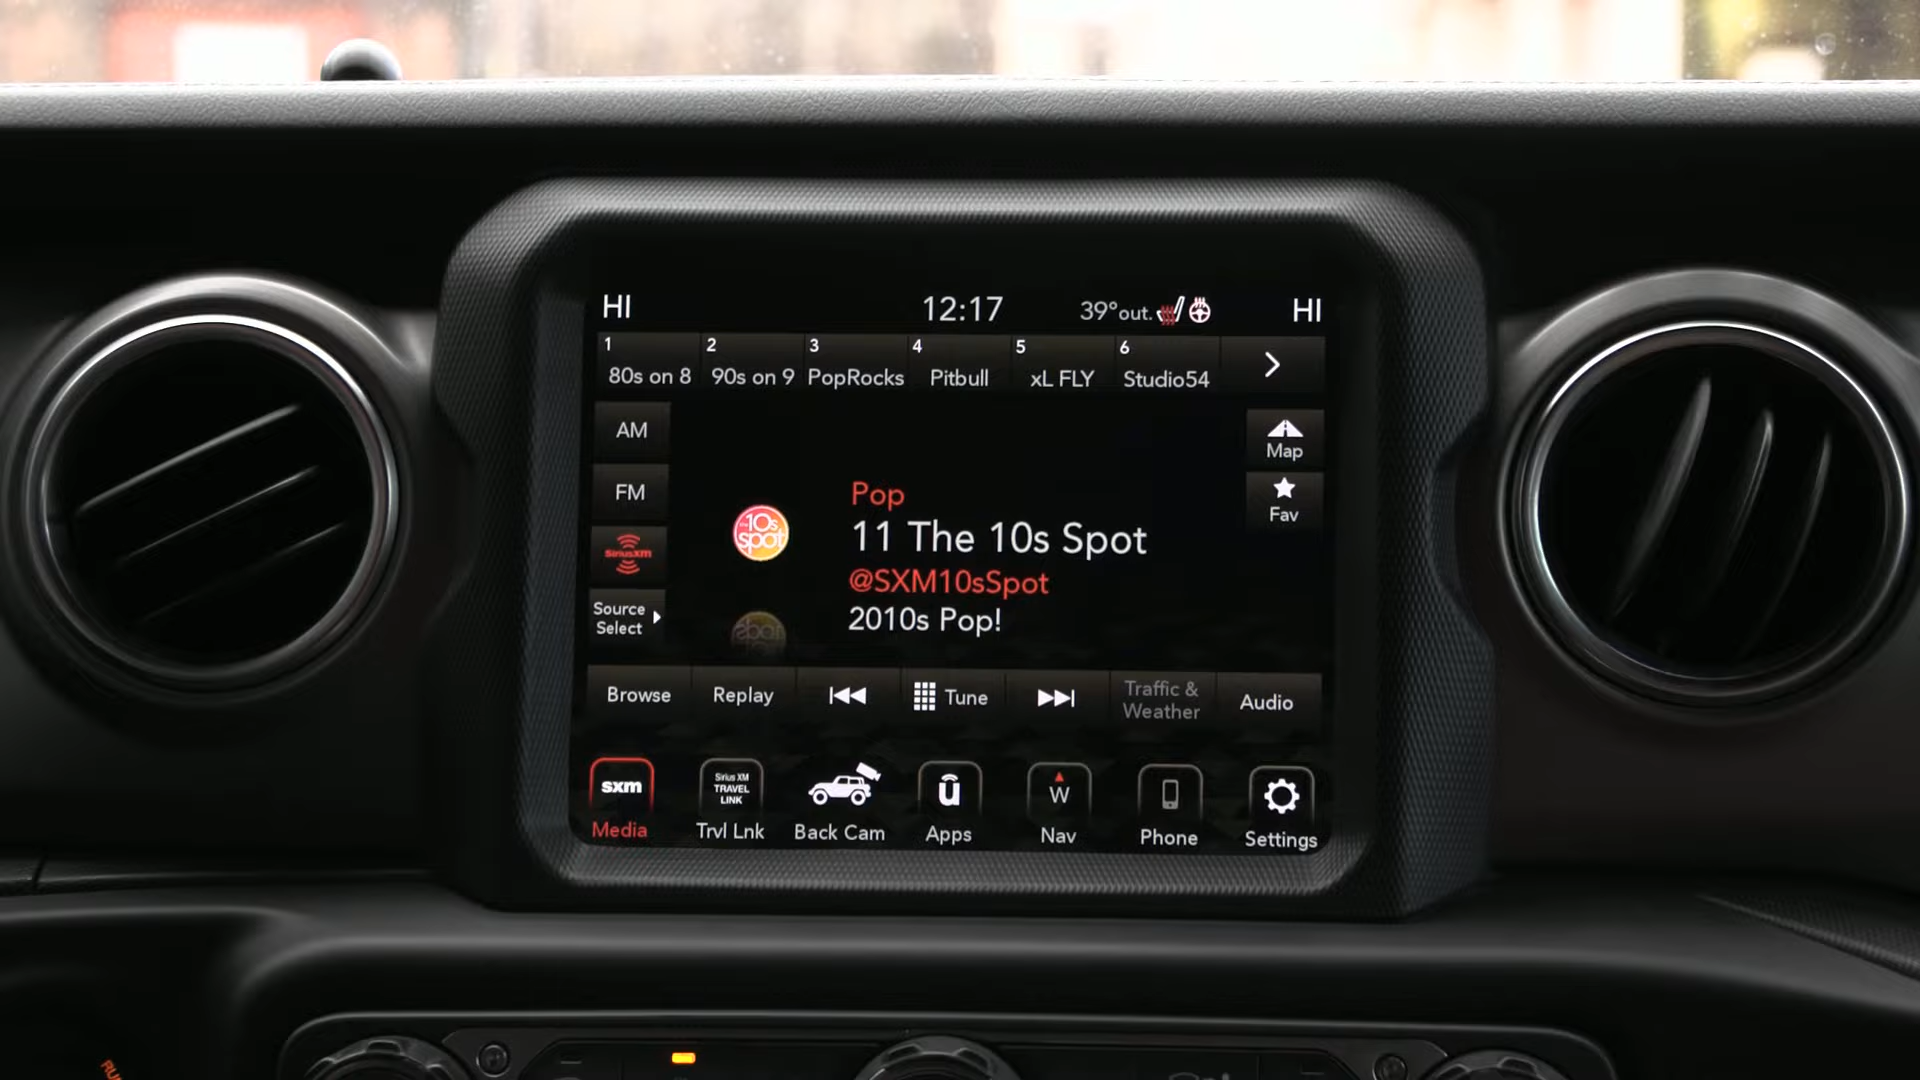 HI
12:17
39°out.
HI
1
80s on 8
2
90s on 9
3
PopRocks
4
Pitbull
5
xL FLY
6
Studio54
AM
FM
SiriusXM
Source
Select
Map
Fav
10s
spot
Pop
11 The 10s Spot
@SXM10sSpot
2010s Pop!
Browse
Replay
Tune
Traffic &
Weather
Audio
sxm
Media
Sirius XM
TRAVEL
LINK
Trvl Lnk
Back Cam
u
Apps
W
Nav
Phone
Settings